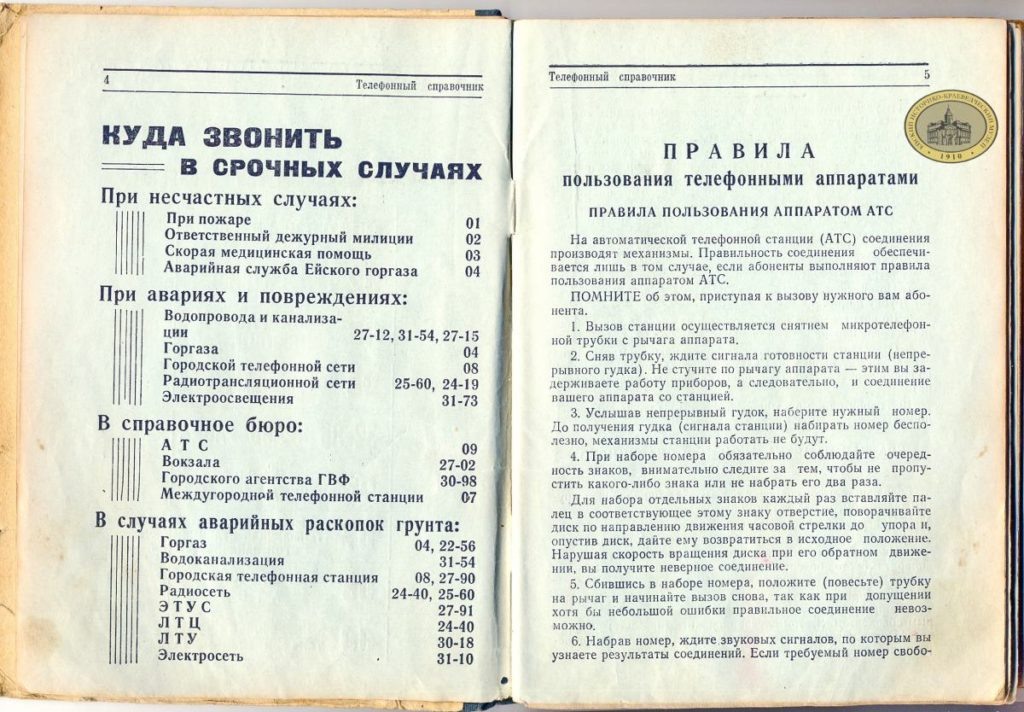 4
Телефонный справочник
КУДА ЗВОНИТЬ
В СРОЧНЫХ СЛУЧАЯХ
При несчастных случаях:
При пожаре 01
Ответственный дежурный милиции 02
Скорая медицинская помощь 03
Аварийная служба Ейского горгаза 04
При авариях и повреждениях:
Водопровода и канализа-
ции 27-12, 31-54, 27-15
Горгаза 04
Городской телефонной сети 08
Радиотрансляционной сети 25-60, 24-19
Электроосвещения 31-73
В справочное бюро:
А Т С 09
Вокзала 27-02
Городского агентства ГВФ 30-98
Междугородной телефонной станции 07
В случаях аварийных раскопок грунта:
Горгаз 04, 22-56
Водоканализация 31-54
Городская телефонная станция 08, 27-90
Радиосеть 24-40, 25-60
Э Т У С 27-91
Л Т Ц 24-40
Л Т У 30-18
Электросеть 31-10
Телефонный справочник 5
ПРАВИЛА
пользования телефонными аппаратами
ПРАВИЛА ПОЛЬЗОВАНИЯ АППАРАТОМ АТС
На автоматической телефонной станции (АТС) соединения
производят механизмы. Правильность соединения обеспечи-
вается лишь в том случае, если абоненты выполняют правила
пользования аппаратом АТС.
ПОМНИТЕ об этом, приступая к вызову нужного вам або-
нента.
1. Вызов станции осуществляется снятием микротелефон-
ной трубки с рычага аппарата.
2. Сняв трубку, ждите сигнала готовности станции (непре-
рывного гудка). Не стучите по рычагу аппарата — этим вы за-
держиваете работу приборов, а следовательно, и соединение
вашего аппарата со станцией.
3. Услышав непрерывный гудок, наберите нужный номер.
До получения гудка (сигнала станции) набирать номер беспо-
лезно, механизмы станции работать не будут.
4. При наборе номера обязательно соблюдайте очеред-
ность знаков, внимательно следите за тем, чтобы не пропу-
стить какого-либо знака или не набрать его два раза.
Для набора отдельных знаков каждый раз вставляйте па-
лец в соответствующее этому знаку отверстие, поворачивайте
диск по направлению движения часовой стрелки до упора и,
опустив диск, дайте ему возвратиться в исходное положение.
Нарушая скорость вращения диска при его обратном движе-
нии, вы получите неверное соединение.
5. Сбившись в наборе номера, положите (повесьте) трубку
на рычаг и начинайте вызов снова, так как при допущении
хотя бы небольшой ошибки правильное соединение невоз-
можно.
6. Набрав номер, ждите звуковых сигналов, по которым вы
узнаете результаты соединений. Если требуемый номер свобо-
ЕЙСКИЙ ИСТОРИКО-КРАЕВЕДЧЕСКИЙ МУЗЕЙ
1910